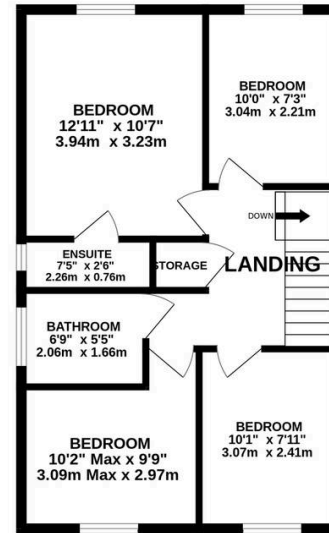 BEDROOM
12'11" x 10'7"
3.94m x 3.23m
BEDROOM
10'0" x 7'3"
3.04m x 2.21m
DOWN
ENSUITE
7'5" x 2'6"
2.26m x 0.76m
STORAGE
LANDING
BATHROOM
6'9" x 5'5"
2.06m x 1.66m
BEDROOM
10'2" Max x 9'9"
3.09m Max x 2.97m
BEDROOM
10'1" x 7'11"
3.07m x 2.41m